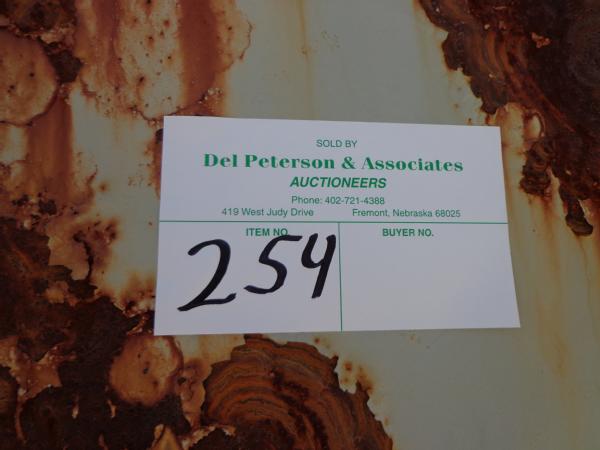 SOLD BY
Del Peterson & Associates
AUCTIONEERS
Phone: 402-721-4388
419 West Judy Drive Fremont, Nebraska 68025
ITEM NO. BUYER NO.
254